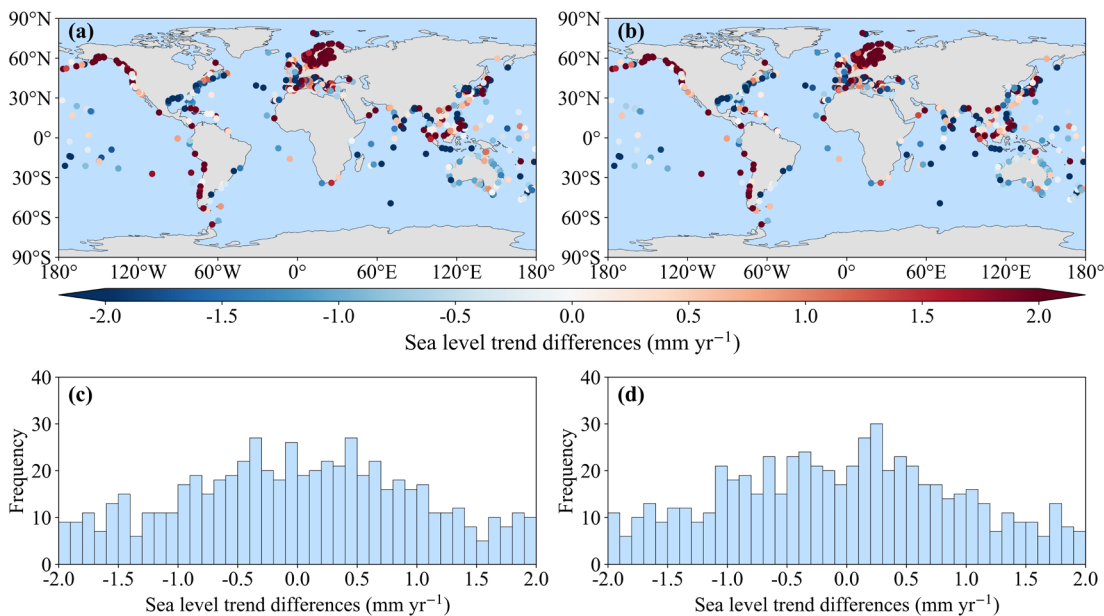 90°N (a) 90°N (b)
60°N 60°N
30°N 30°N
0° 0°
30°S 30°S
60°S 60°S
90°S 90°S
180° 120°W 60°W 0° 60°E 120°E 180° 180° 120°W 60°W 0° 60°E 120°E 180°
-2.0 -1.5 -1.0 -0.5 0.0 0.5 1.0 1.5 2.0
Sea level trend differences (mm yr⁻¹)
40 (c) 40 (d)
30 30
20 20
10 10
0 0
Frequency Frequency
-2.0 -1.5 -1.0 -0.5 0.0 0.5 1.0 1.5 2.0 -2.0 -1.5 -1.0 -0.5 0.0 0.5 1.0 1.5 2.0
Sea level trend differences (mm yr⁻¹) Sea level trend differences (mm yr⁻¹)